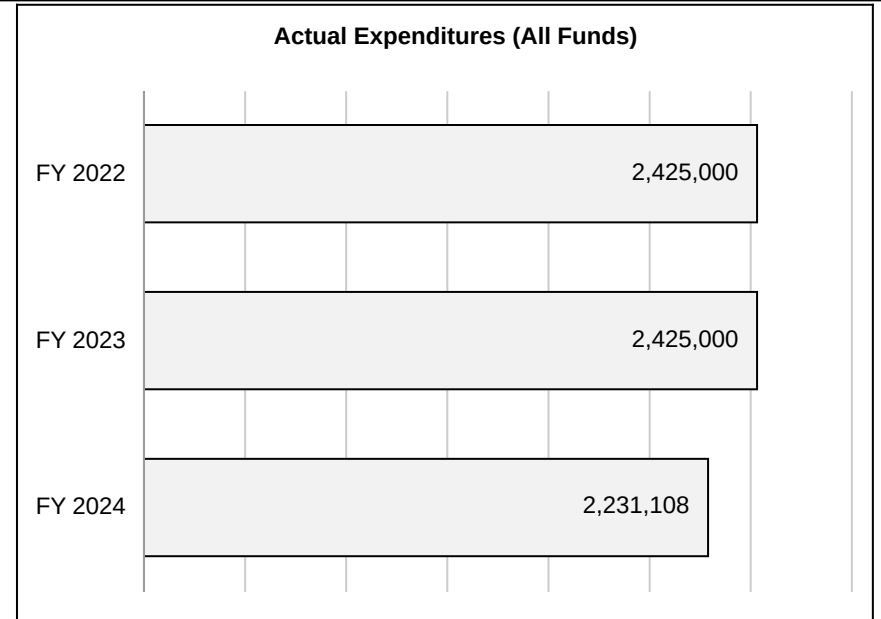 Actual Expenditures (All Funds)
FY 2022 2,425,000
FY 2023 2,425,000
FY 2024 2,231,108